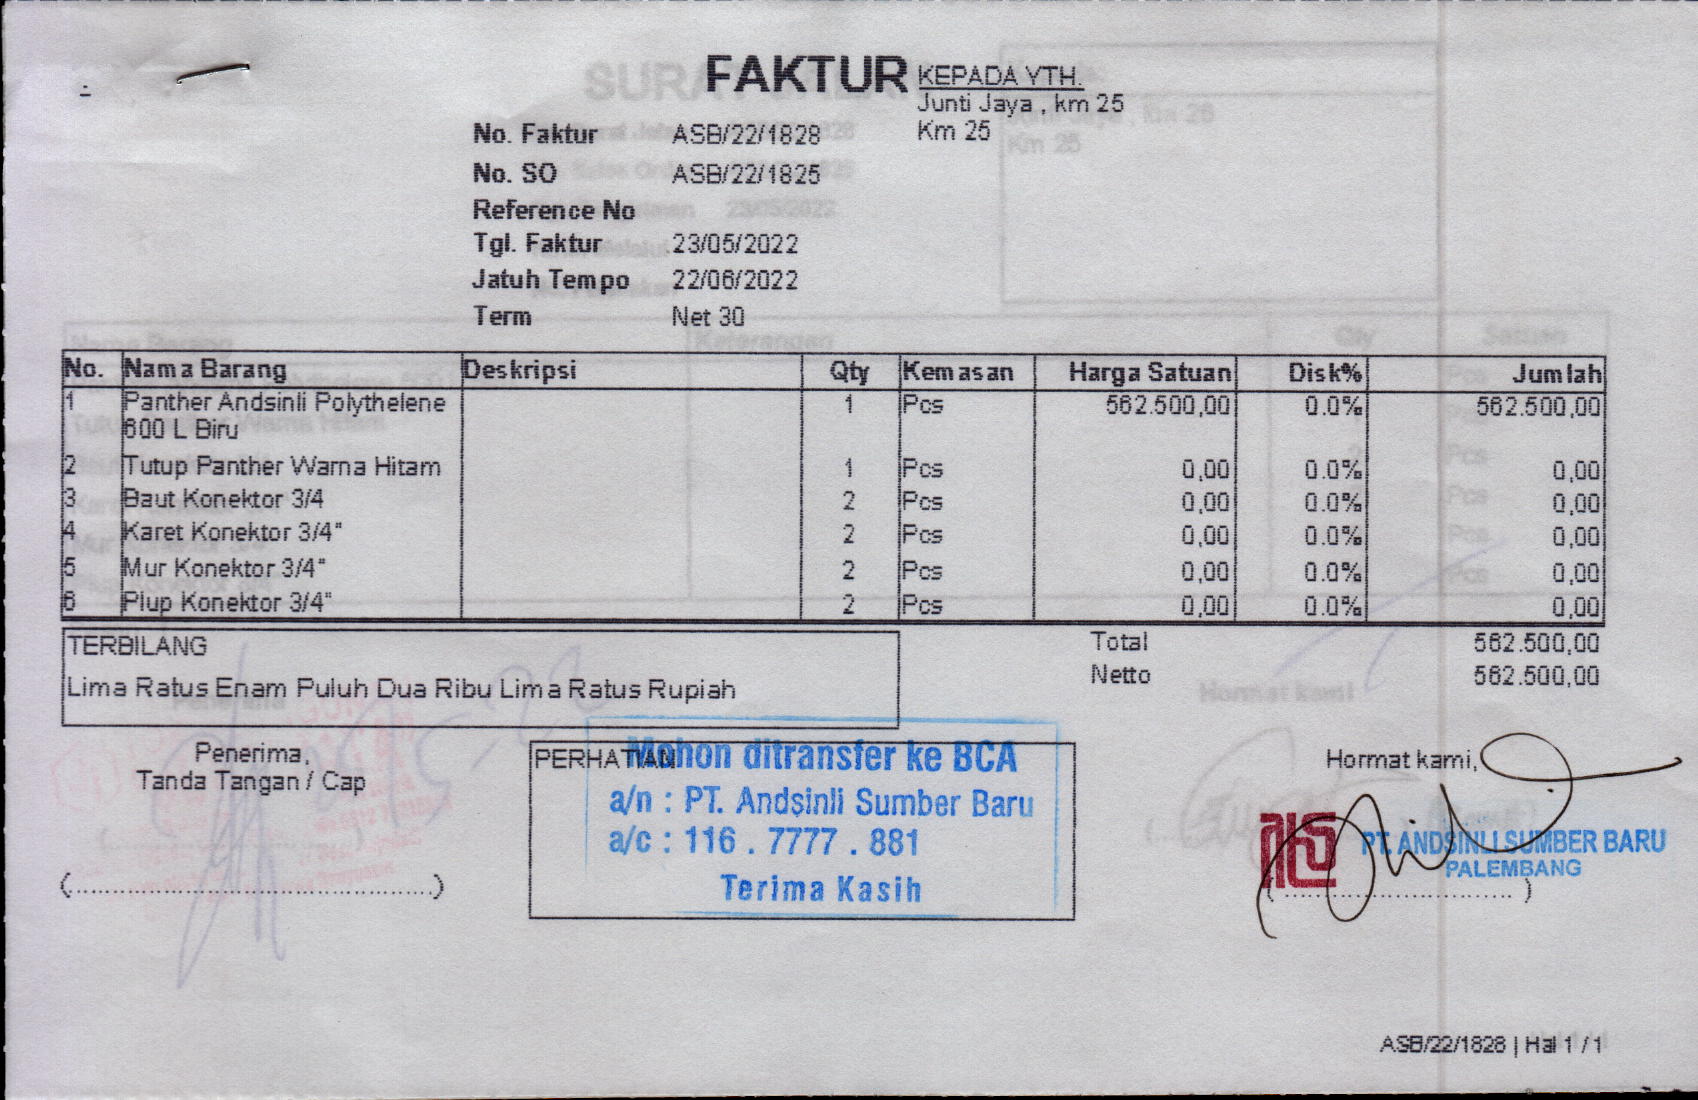 FAKTUR
KEPADA YTH.
Junti Jaya , km 25
Km 25
No. Faktur ASB/22/1828
No. SO ASB/22/1825
Reference No
Tgl. Faktur 23/05/2022
Jatuh Tempo 22/06/2022
Term Net 30
No. Nama Barang Deskripsi Qty Kemasan Harga Satuan Disk% Jumlah
1 Panther Andsinli Polythelene 1 Pcs 562.500,00 0.0% 562.500,00
600 L Biru
2 Tutup Panther Warna Hitam 1 Pcs 0,00 0.0% 0,00
3 Baut Konektor 3/4 2 Pcs 0,00 0.0% 0,00
4 Karet Konektor 3/4" 2 Pcs 0,00 0.0% 0,00
5 Mur Konektor 3/4" 2 Pcs 0,00 0.0% 0,00
6 Plup Konektor 3/4" 2 Pcs 0,00 0.0% 0,00
TERBILANG
Lima Ratus Enam Puluh Dua Ribu Lima Ratus Rupiah
Total 562.500,00
Netto 562.500,00
Penerima,
Tanda Tangan / Cap
(....................................)
PERHATIAN
Mohon ditransfer ke BCA
a/n : PT. Andsinli Sumber Baru
a/c : 116 . 7777 . 881
Terima Kasih
Hormat kami,
PT. ANDSINLI SUMBER BARU
PALEMBANG
(..............................)
ASB/22/1828 | Hal 1 / 1